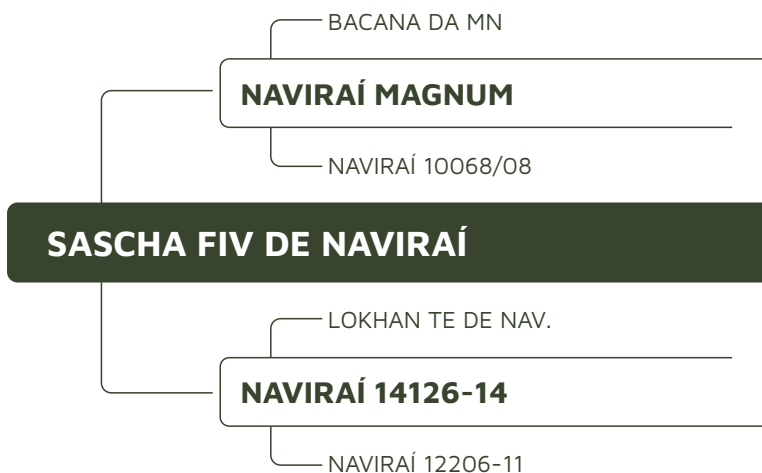 BACANA DA MN
NAVIRAÍ MAGNUM
NAVIRAÍ 10068/08
SASCHA FIV DE NAVIRAÍ
LOKHAN TE DE NAV.
NAVIRAÍ 14126-14
NAVIRAÍ 12206-11